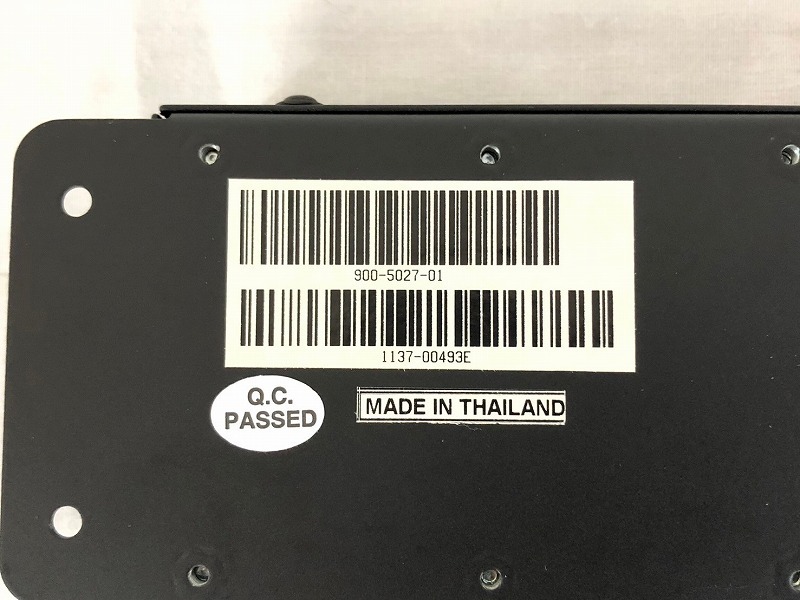 900-5027-01
1137-00493E
Q.C.
PASSED
MADE IN THAILAND